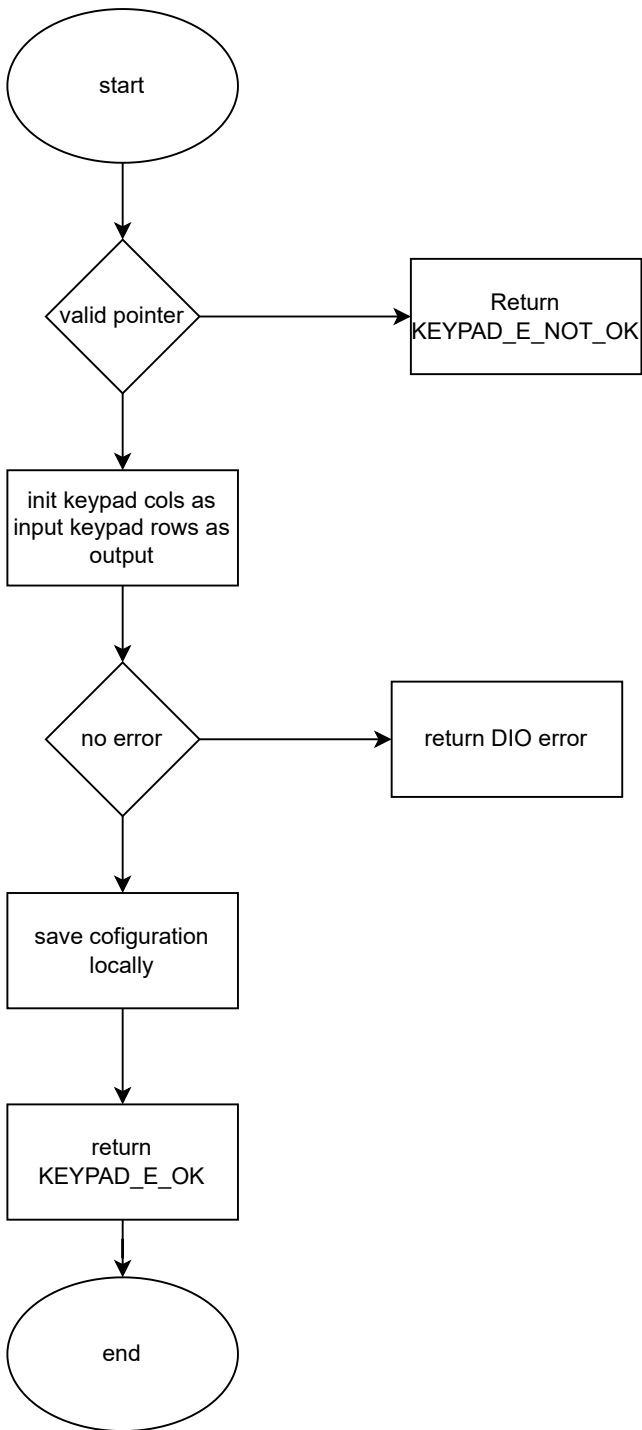 start
valid pointer
Return
KEYPAD_E_NOT_OK
init keypad cols as
input keypad rows as
output
no error
return DIO error
save cofiguration
locally
return
KEYPAD_E_OK
end